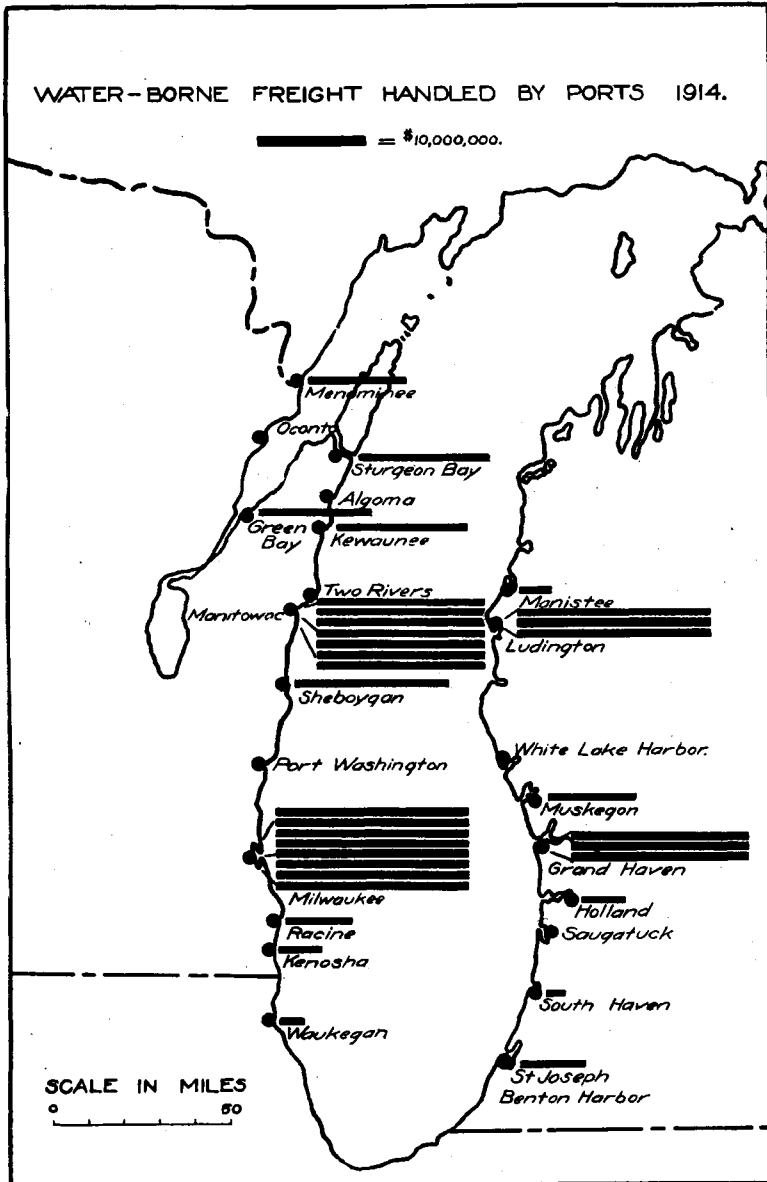 WATER-BORNE FREIGHT HANDLED BY PORTS 1914.
= $10,000,000.
Menominee
Oconto
Sturgeon Bay
Algoma
Green
Bay
Kewaunee
Two Rivers
Manistee
Manitowac
Ludington
Sheboygan
White Lake Harbor.
Port Washington
Muskegon
Grand Haven
Milwaukee
Holland
Racine
Saugatuck
Kenosha
South Haven
Waukegan
St Joseph
Benton Harbor
SCALE IN MILES
0 50